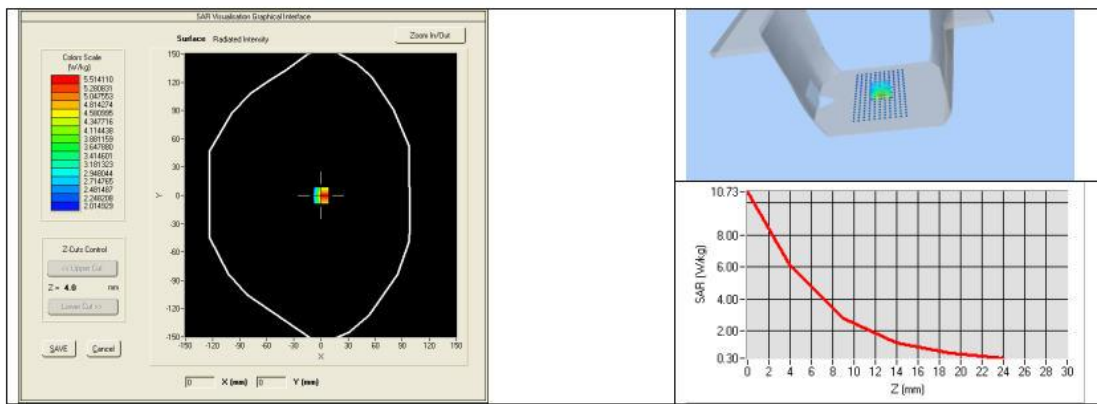 SAR Visualisation Graphical Interface
Surface Radiated Intensity
Zoom In/Out
Colors Scale
(W/kg)
5.514110
5.280831
5.047553
4.814274
4.580995
4.347716
4.114438
3.881159
3.647880
3.414601
3.181323
2.948044
2.714765
2.481487
2.248208
2.014929
150
120
90
60
30
0
-30
-60
-90
-120
-150
Y
-150 -120 -90 -60 -30 0 30 60 90 120 150
X
Z-Cuts Control
<< Upper Cut
Z = 4.0 mm
Lower Cut >>
SAVE Cancel
0 X (mm) 0 Y (mm)
10.73
8.00
6.00
4.00
2.00
0.30
SAR (W/kg)
0 2 4 6 8 10 12 14 16 18 20 22 24 26 28 30
Z (mm)